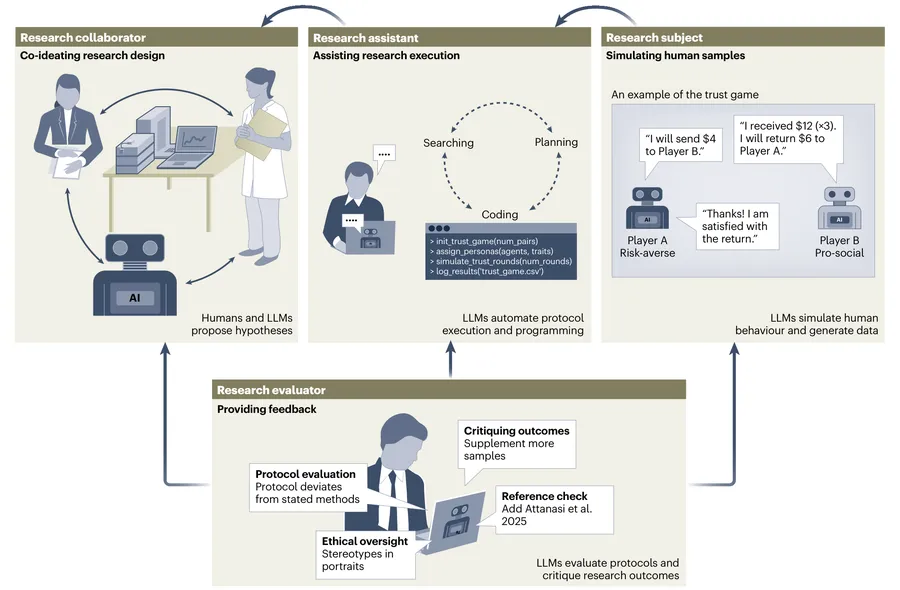 Research collaborator
Co-ideating research design
AI
Humans and LLMs
propose hypotheses
Research assistant
Assisting research execution
Searching
Planning
Coding
....
....
> init_trust_game(num_pairs)
> assign_personas(agents, traits)
> simulate_trust_rounds(num_rounds)
> log_results('trust_game.csv')
LLMs automate protocol
execution and programming
Research subject
Simulating human samples
An example of the trust game
“I will send $4
to Player B.”
“I received $12 (×3).
I will return $6 to
Player A.”
AI
“Thanks! I am
satisfied with
the return.”
AI
Player A
Risk-averse
Player B
Pro-social
LLMs simulate human
behaviour and generate data
Research evaluator
Providing feedback
Critiquing outcomes
Supplement more
samples
Protocol evaluation
Protocol deviates
from stated methods
Reference check
Add Attanasi et al.
2025
Ethical oversight
Stereotypes in
portraits
LLMs evaluate protocols and
critique research outcomes